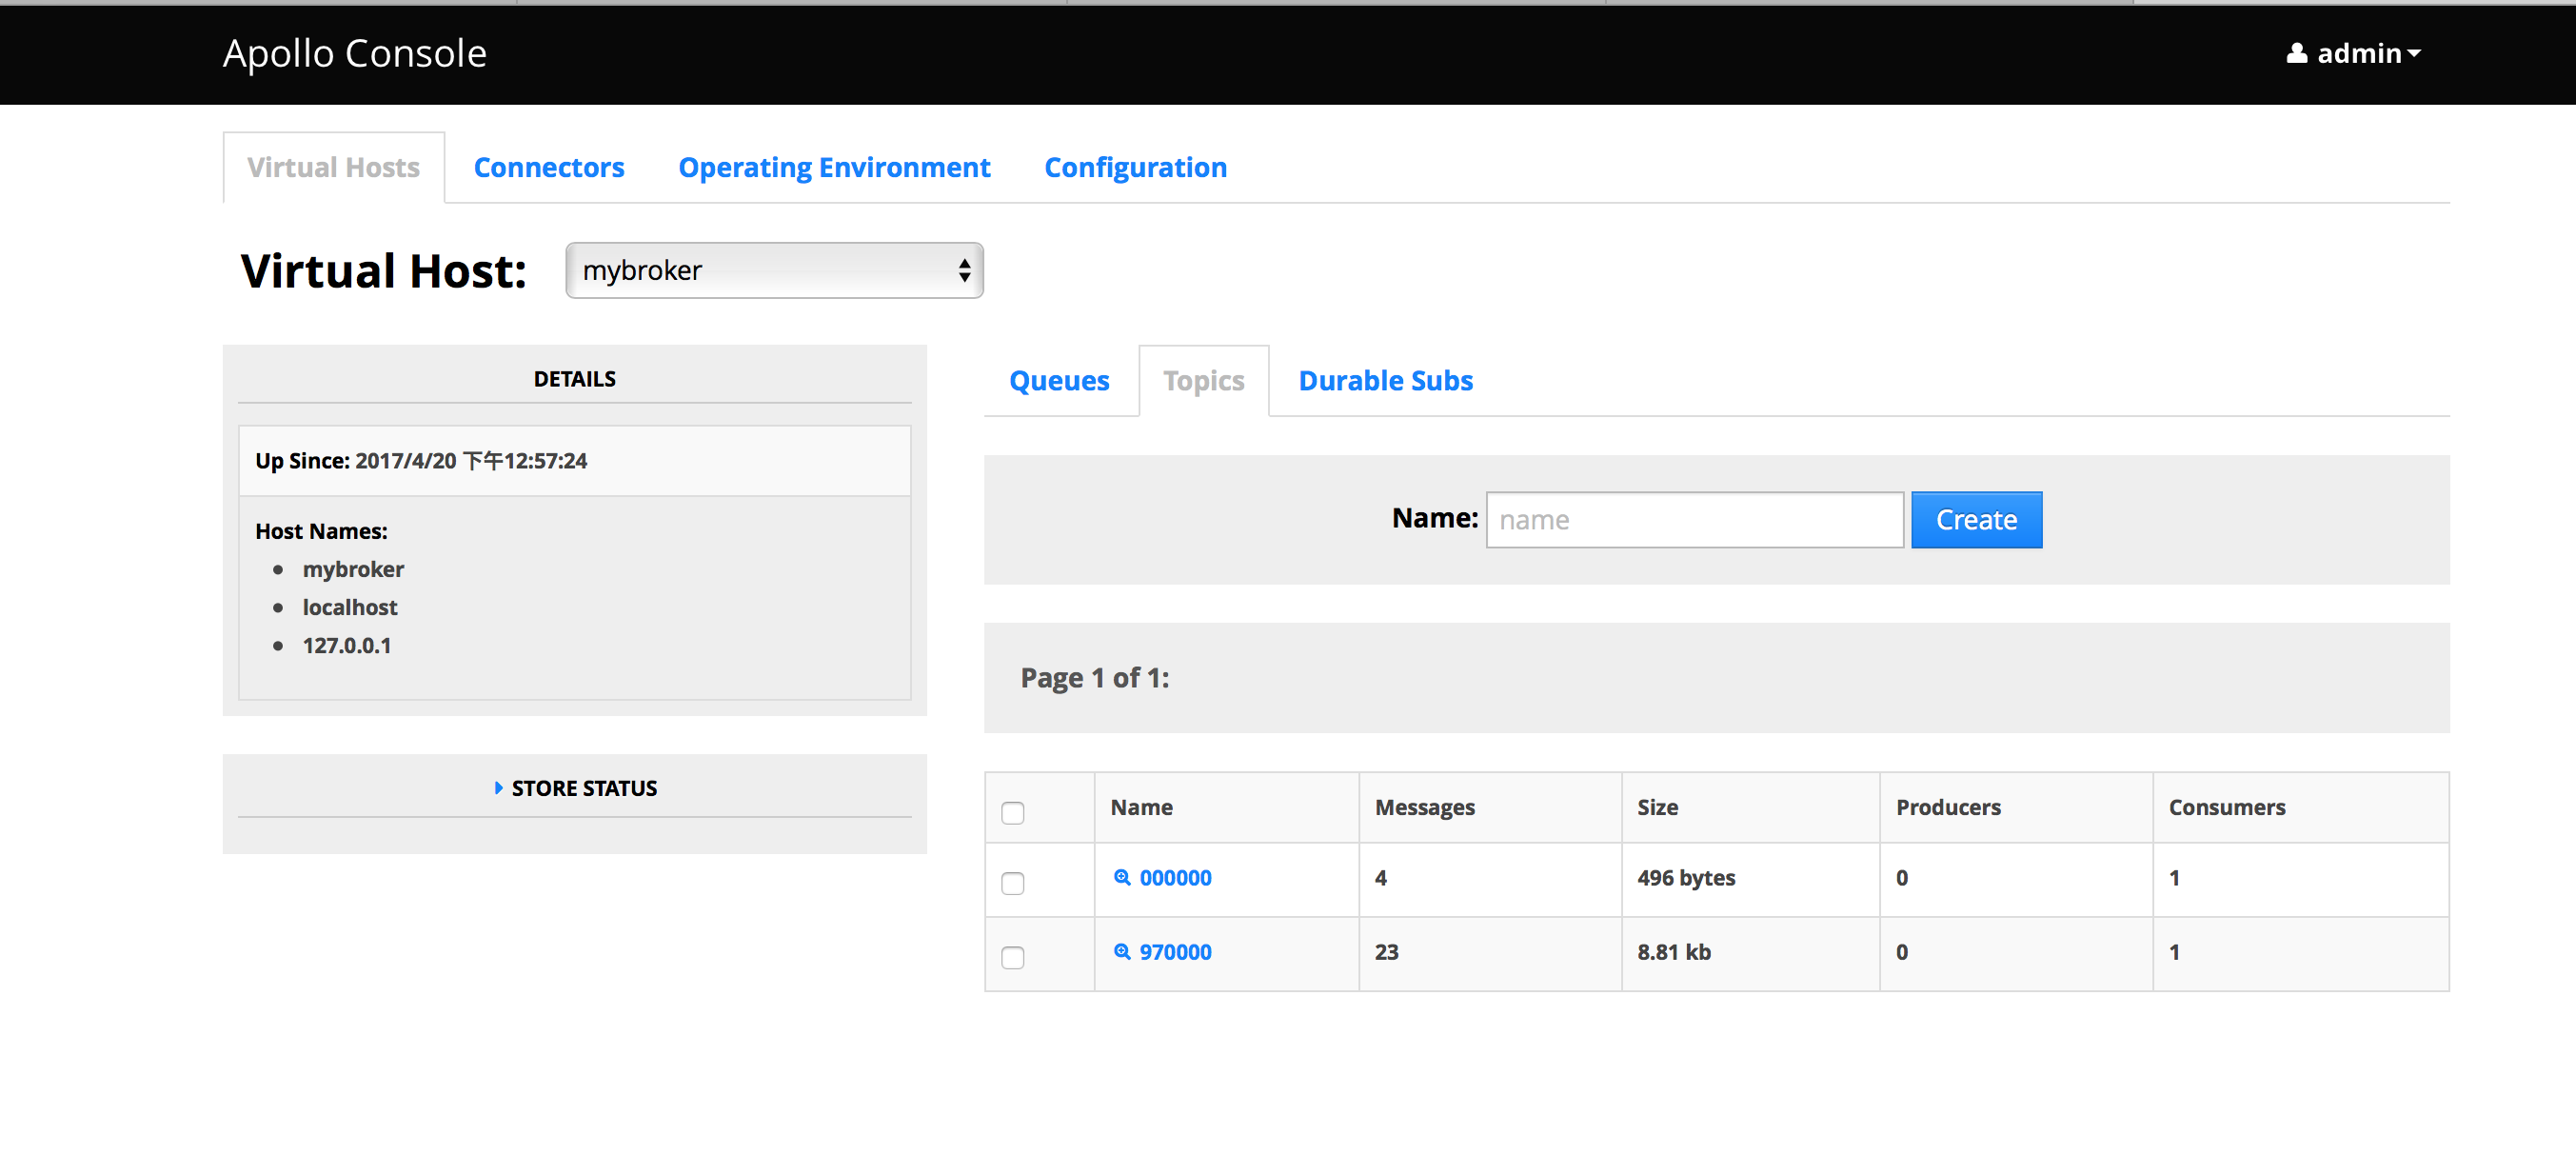 Apollo Console
admin
Virtual Hosts Connectors Operating Environment Configuration
Virtual Host: mybroker
DETAILS
Up Since: 2017/4/20 下午12:57:24
Host Names:
mybroker
localhost
127.0.0.1
STORE STATUS
Queues Topics Durable Subs
Name: name Create
Page 1 of 1:
Name Messages Size Producers Consumers
000000 4 496 bytes 0 1
970000 23 8.81 kb 0 1